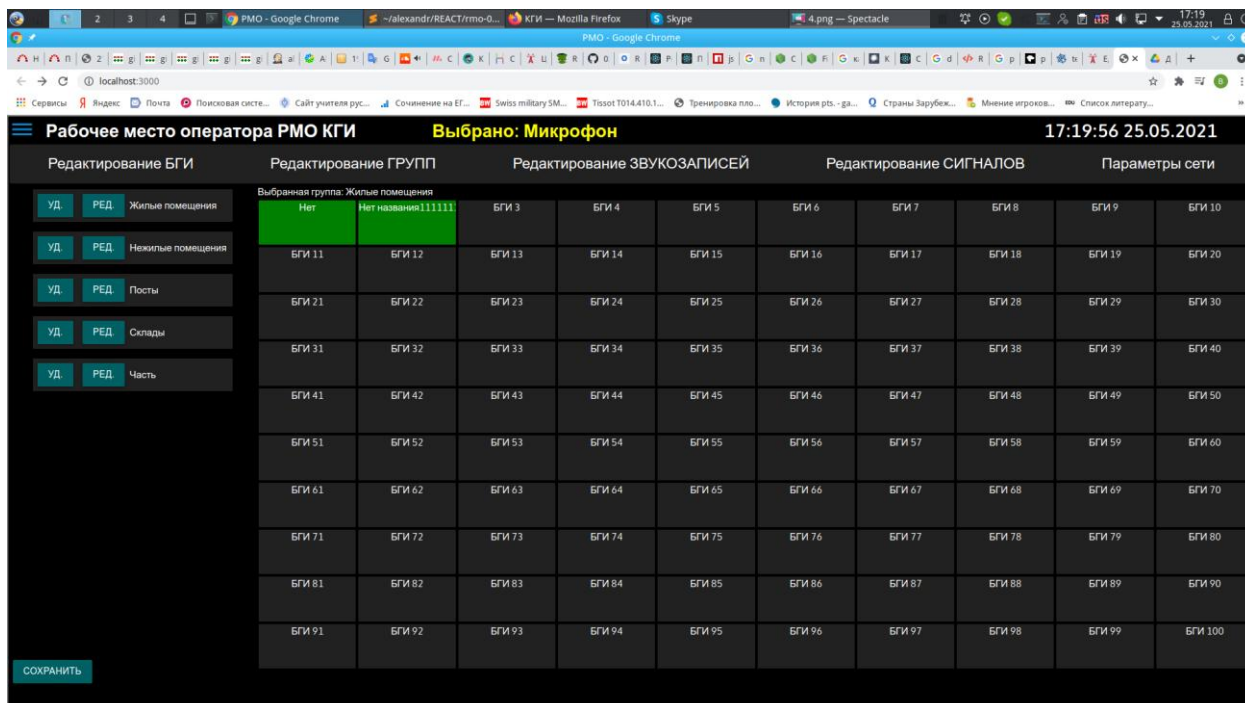 2 3 4 РМО - Google Chrome ~/alexandr/REACT/rmo-0... КГИ — Mozilla Firefox Skype 4.png — Spectacle 17:19 25.05.2021
РМО - Google Chrome
localhost:3000
Сервисы Яндекс Почта Поисковая систе... Сайт учителя рус... Сочинение на ЕГ... Swiss military SM... Tissot T014.410.1... Тренировка пло... История pts. - ga... Страны Зарубеж... Мнение игроков... Список литерату...
Рабочее место оператора РМО КГИ Выбрано: Микрофон 17:19:56 25.05.2021
Редактирование БГИ Редактирование ГРУПП Редактирование ЗВУКОЗАПИСЕЙ Редактирование СИГНАЛОВ Параметры сети
Выбранная группа: Жилые помещения
УД. РЕД. Жилые помещения
УД. РЕД. Нежилые помещения
УД. РЕД. Посты
УД. РЕД. Склады
УД. РЕД. Часть
Нет Нет названия111111 БГИ 3 БГИ 4 БГИ 5 БГИ 6 БГИ 7 БГИ 8 БГИ 9 БГИ 10
БГИ 11 БГИ 12 БГИ 13 БГИ 14 БГИ 15 БГИ 16 БГИ 17 БГИ 18 БГИ 19 БГИ 20
БГИ 21 БГИ 22 БГИ 23 БГИ 24 БГИ 25 БГИ 26 БГИ 27 БГИ 28 БГИ 29 БГИ 30
БГИ 31 БГИ 32 БГИ 33 БГИ 34 БГИ 35 БГИ 36 БГИ 37 БГИ 38 БГИ 39 БГИ 40
БГИ 41 БГИ 42 БГИ 43 БГИ 44 БГИ 45 БГИ 46 БГИ 47 БГИ 48 БГИ 49 БГИ 50
БГИ 51 БГИ 52 БГИ 53 БГИ 54 БГИ 55 БГИ 56 БГИ 57 БГИ 58 БГИ 59 БГИ 60
БГИ 61 БГИ 62 БГИ 63 БГИ 64 БГИ 65 БГИ 66 БГИ 67 БГИ 68 БГИ 69 БГИ 70
БГИ 71 БГИ 72 БГИ 73 БГИ 74 БГИ 75 БГИ 76 БГИ 77 БГИ 78 БГИ 79 БГИ 80
БГИ 81 БГИ 82 БГИ 83 БГИ 84 БГИ 85 БГИ 86 БГИ 87 БГИ 88 БГИ 89 БГИ 90
БГИ 91 БГИ 92 БГИ 93 БГИ 94 БГИ 95 БГИ 96 БГИ 97 БГИ 98 БГИ 99 БГИ 100
СОХРАНИТЬ